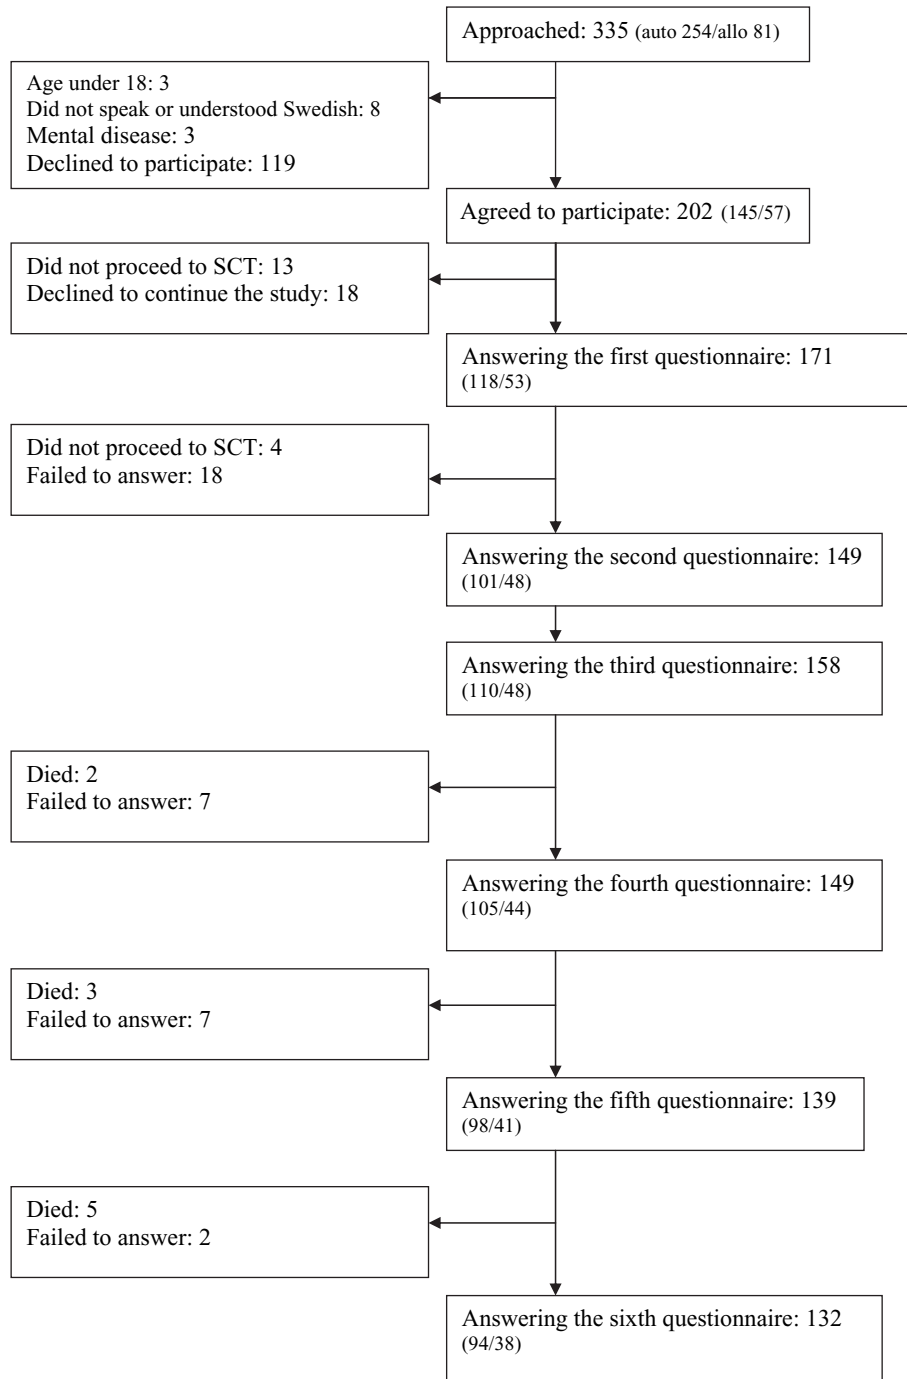 Approached: 335 (auto 254/allo 81)
Age under 18: 3
Did not speak or understood Swedish: 8
Mental disease: 3
Declined to participate: 119
Agreed to participate: 202 (145/57)
Did not proceed to SCT: 13
Declined to continue the study: 18
Answering the first questionnaire: 171
(118/53)
Did not proceed to SCT: 4
Failed to answer: 18
Answering the second questionnaire: 149
(101/48)
Answering the third questionnaire: 158
(110/48)
Died: 2
Failed to answer: 7
Answering the fourth questionnaire: 149
(105/44)
Died: 3
Failed to answer: 7
Answering the fifth questionnaire: 139
(98/41)
Died: 5
Failed to answer: 2
Answering the sixth questionnaire: 132
(94/38)